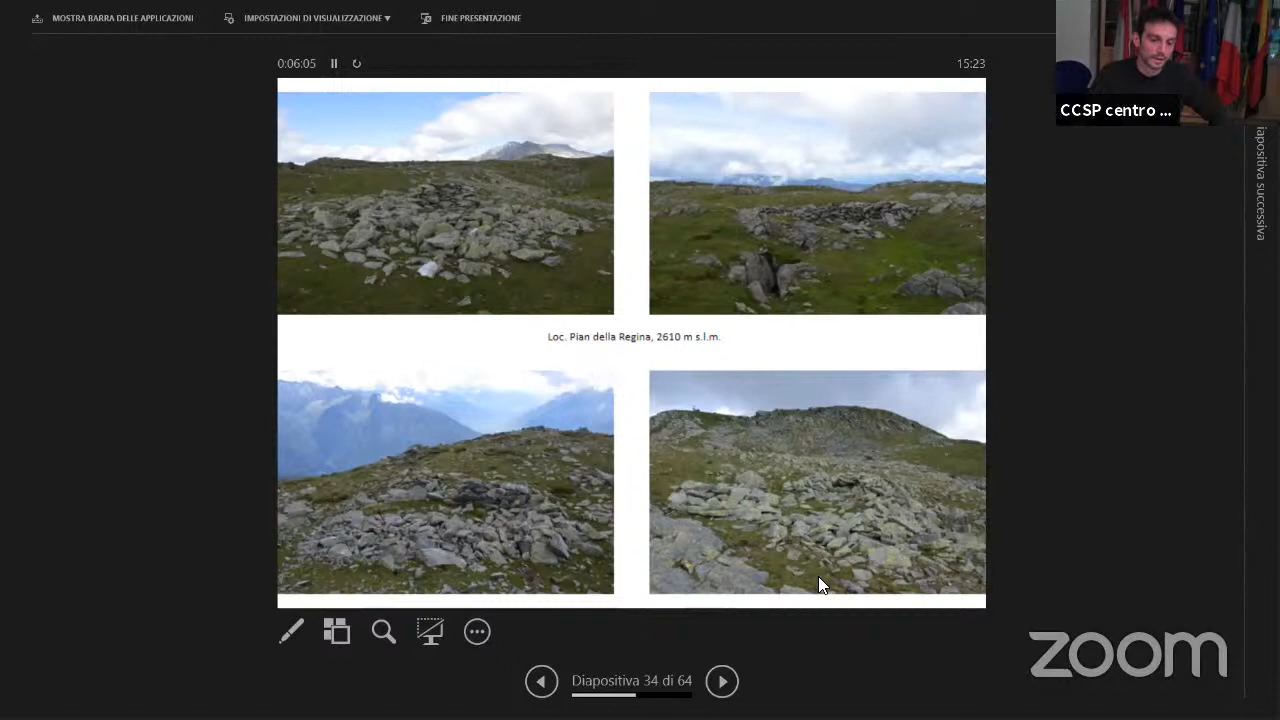 MOSTRA BARRA DELLE APPLICAZIONI
IMPOSTAZIONI DI VISUALIZZAZIONE ▼
FINE PRESENTAZIONE
0:06:05
15:23
CCSP centro ...
iapositiva successiva
Loc. Pian della Regina, 2610 m s.l.m.
Diapositiva 34 di 64
zoom